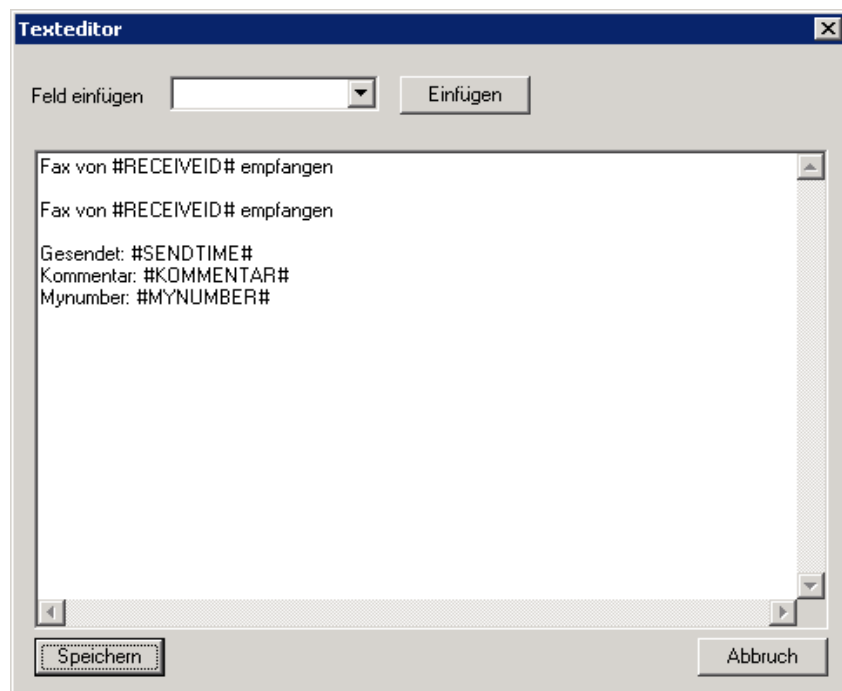 Texteditor
Feld einfügen
Einfügen
Fax von #RECEIVEID# empfangen
Fax von #RECEIVEID# empfangen
Gesendet: #SENDTIME#
Kommentar: #KOMMENTAR#
Mynumber: #MYNUMBER#
Speichern
Abbruch